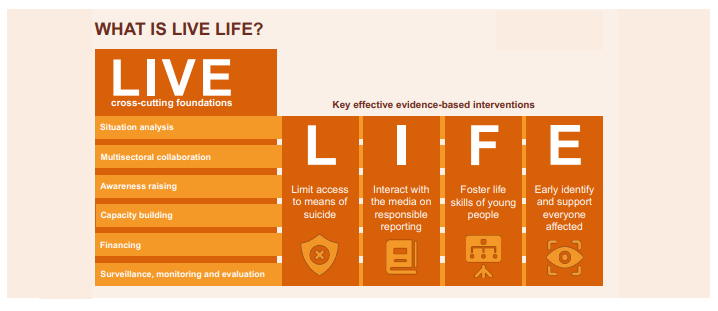 WHAT IS LIVE LIFE?
LIVE
cross-cutting foundations
Key effective evidence-based interventions
Situation analysis
Multisectoral collaboration
Awareness raising
Capacity building
Financing
Surveillance, monitoring and evaluation
L
Limit access
to means of
suicide
I
Interact with
the media on
responsible
reporting
F
Foster life
skills of young
people
E
Early identify
and support
everyone
affected